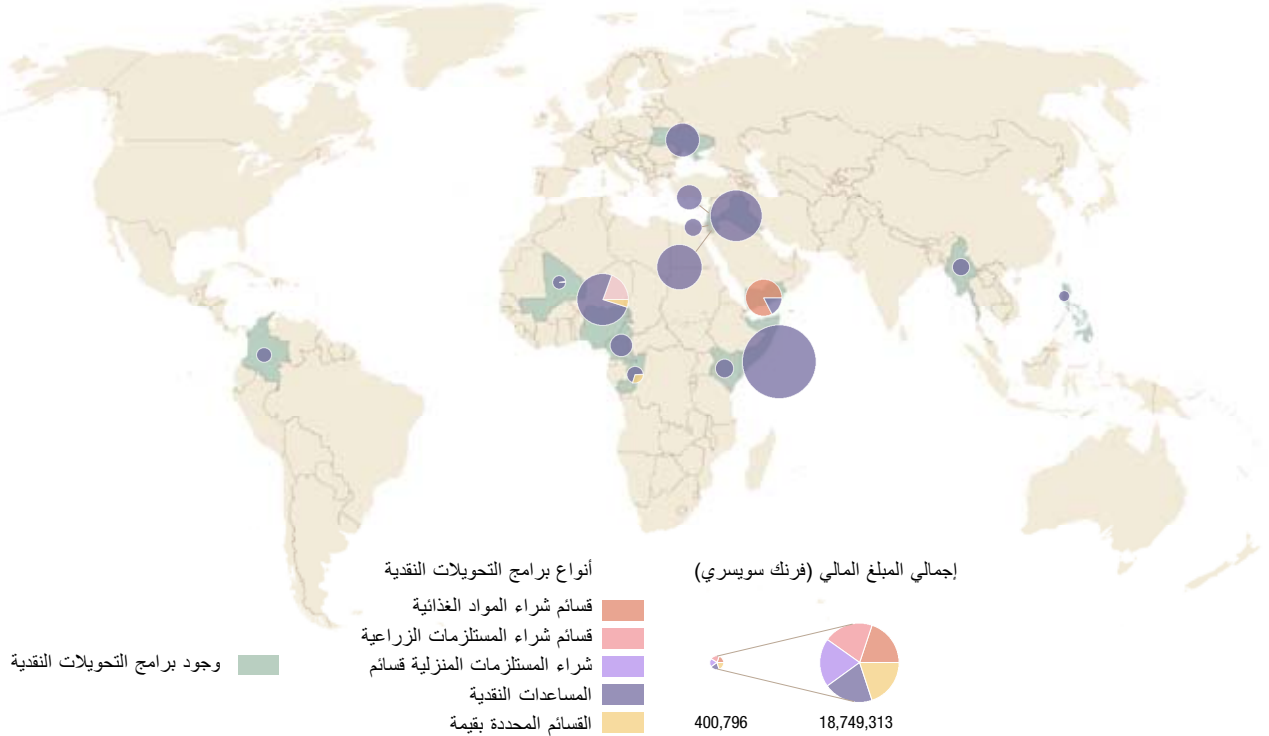 إجمالي المبلغ المالي (فرنك سويسري)
400,796
18,749,313
أنواع برامج التحويلات النقدية
قسائم شراء المواد الغذائية
قسائم شراء المستلزمات الزراعية
شراء المستلزمات المنزلية قسائم
المساعدات النقدية
القسائم المحددة بقيمة
وجود برامج التحويلات النقدية